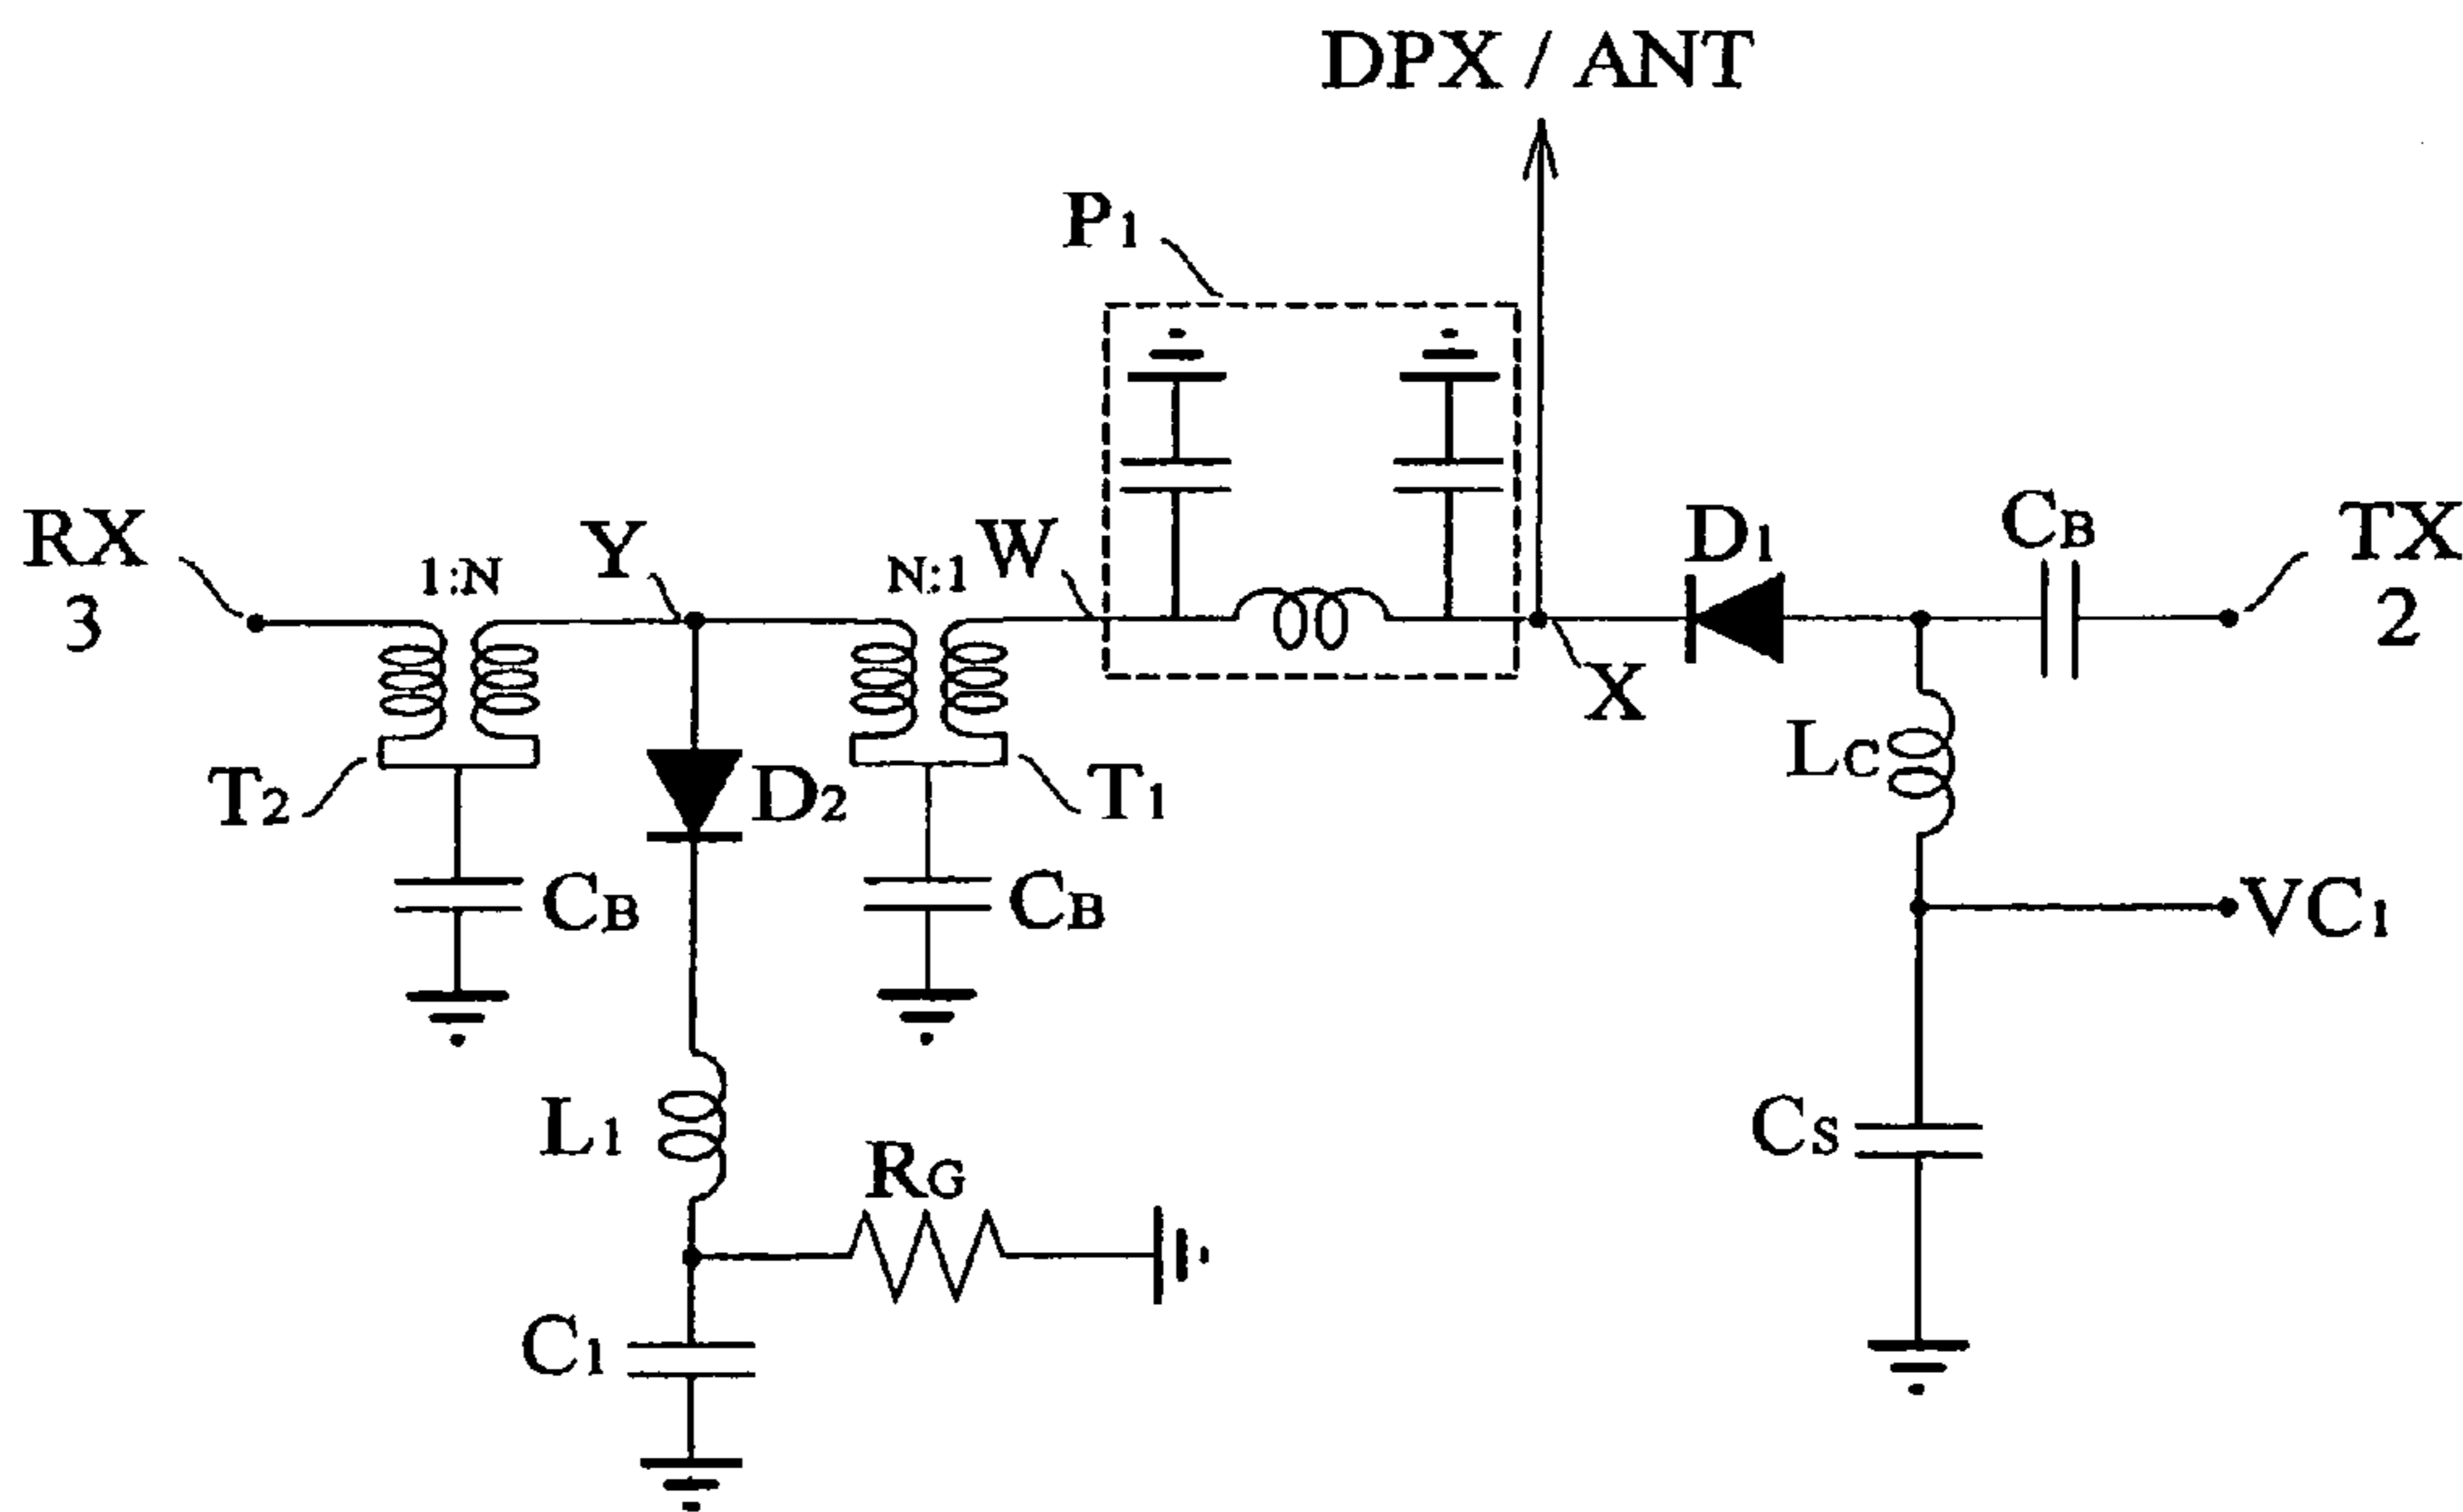 DPX / ANT
P1
RX
3
1:N
Y
N:1
W
D1
CB
TX
2
X
T2
D2
T1
LC
CB
CB
VC1
L1
RG
CS
C1